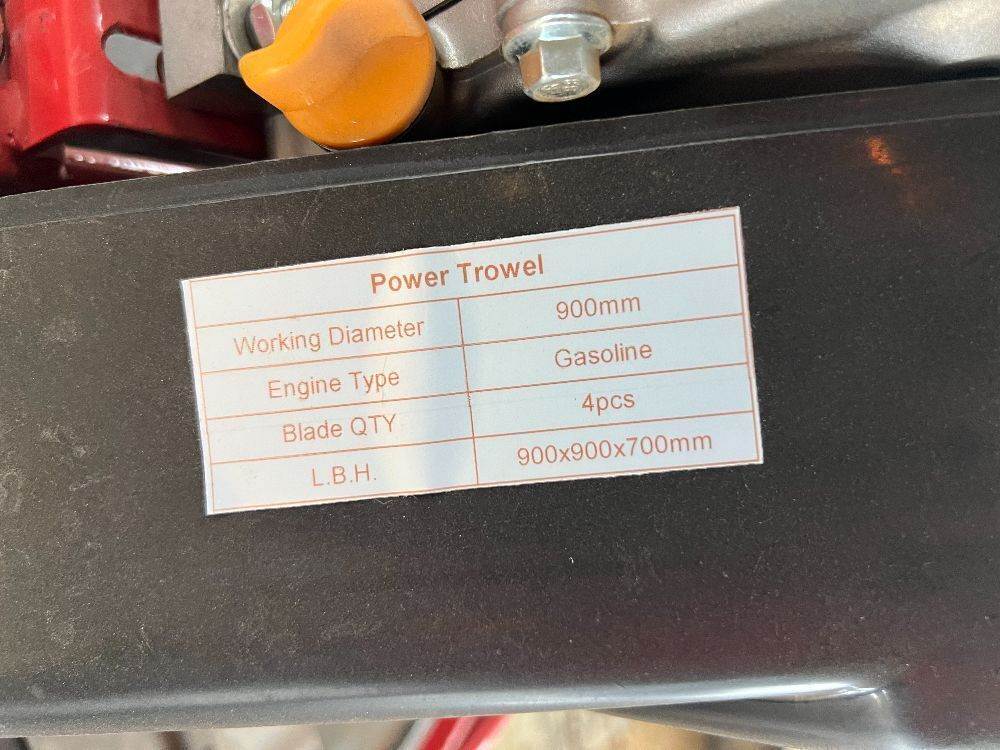 Power Trowel
Working Diameter 900mm
Engine Type Gasoline
Blade QTY 4pcs
L.B.H. 900x900x700mm